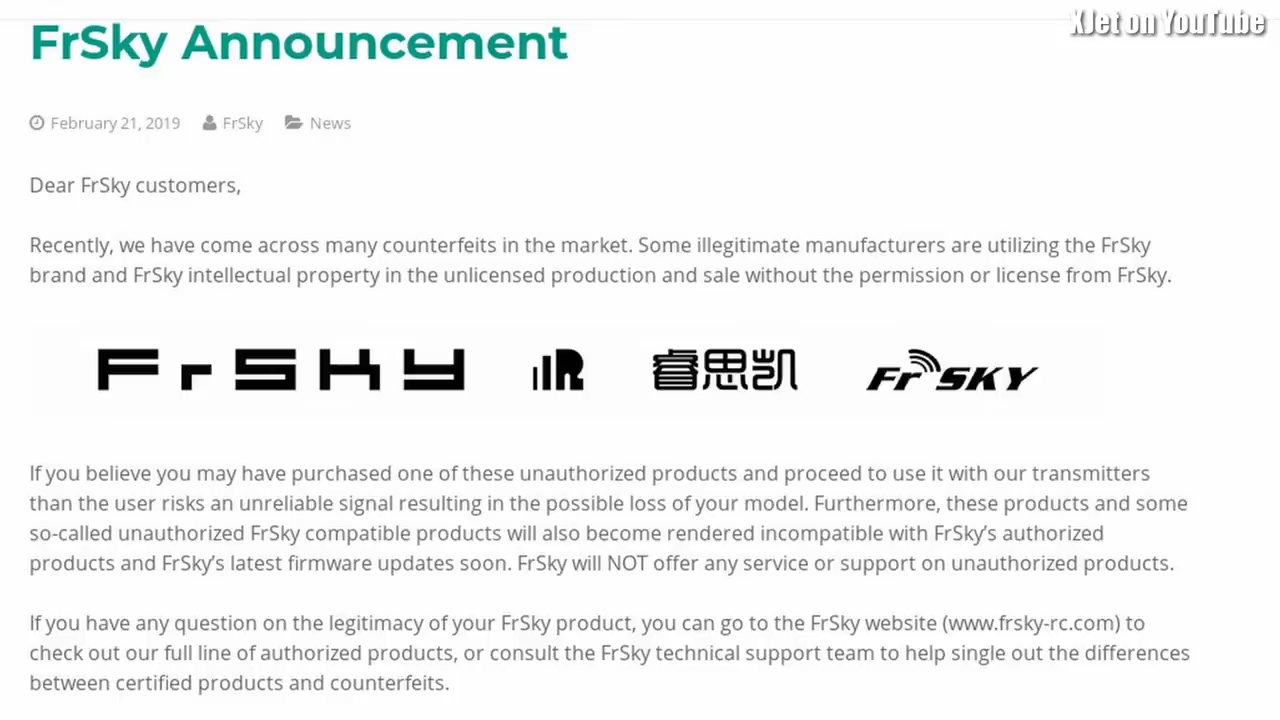 XJet on YouTube
FrSky Announcement
February 21, 2019 FrSky News
Dear FrSky customers,
Recently, we have come across many counterfeits in the market. Some illegitimate manufacturers are utilizing the FrSky
brand and FrSky intellectual property in the unlicensed production and sale without the permission or license from FrSky.
FrSKY iR 睿思凯 FrSKY
If you believe you may have purchased one of these unauthorized products and proceed to use it with our transmitters
than the user risks an unreliable signal resulting in the possible loss of your model. Furthermore, these products and some
so-called unauthorized FrSky compatible products will also become rendered incompatible with FrSky’s authorized
products and FrSky’s latest firmware updates soon. FrSky will NOT offer any service or support on unauthorized products.
If you have any question on the legitimacy of your FrSky product, you can go to the FrSky website (www.frsky-rc.com) to
check out our full line of authorized products, or consult the FrSky technical support team to help single out the differences
between certified products and counterfeits.